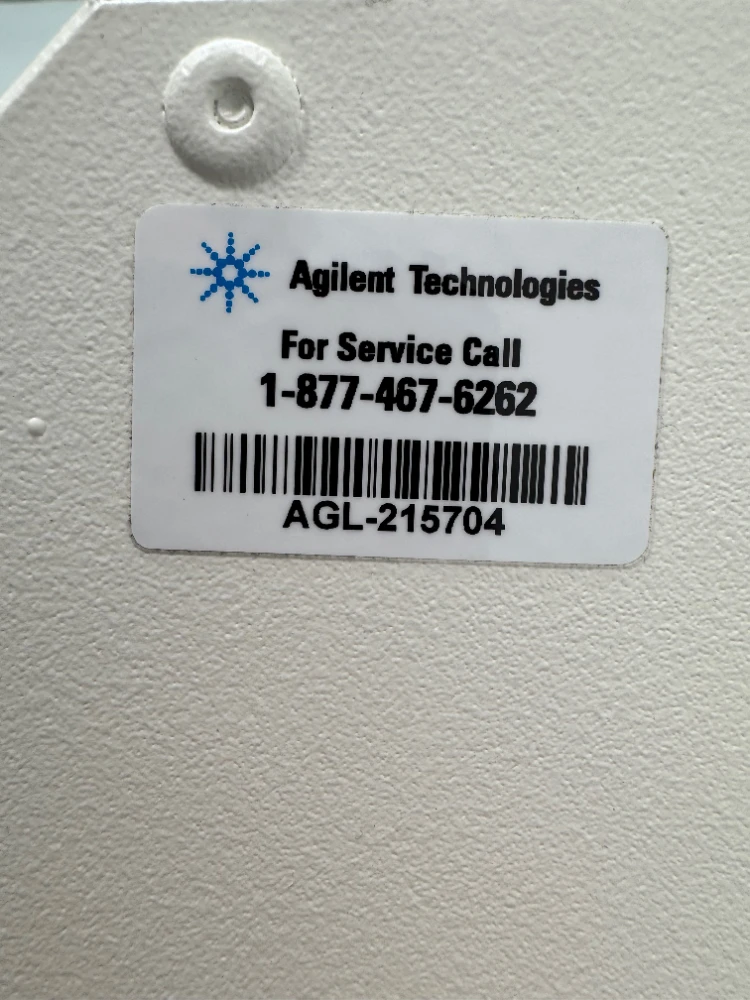 Agilent Technologies
For Service Call
1-877-467-6262
AGL-215704